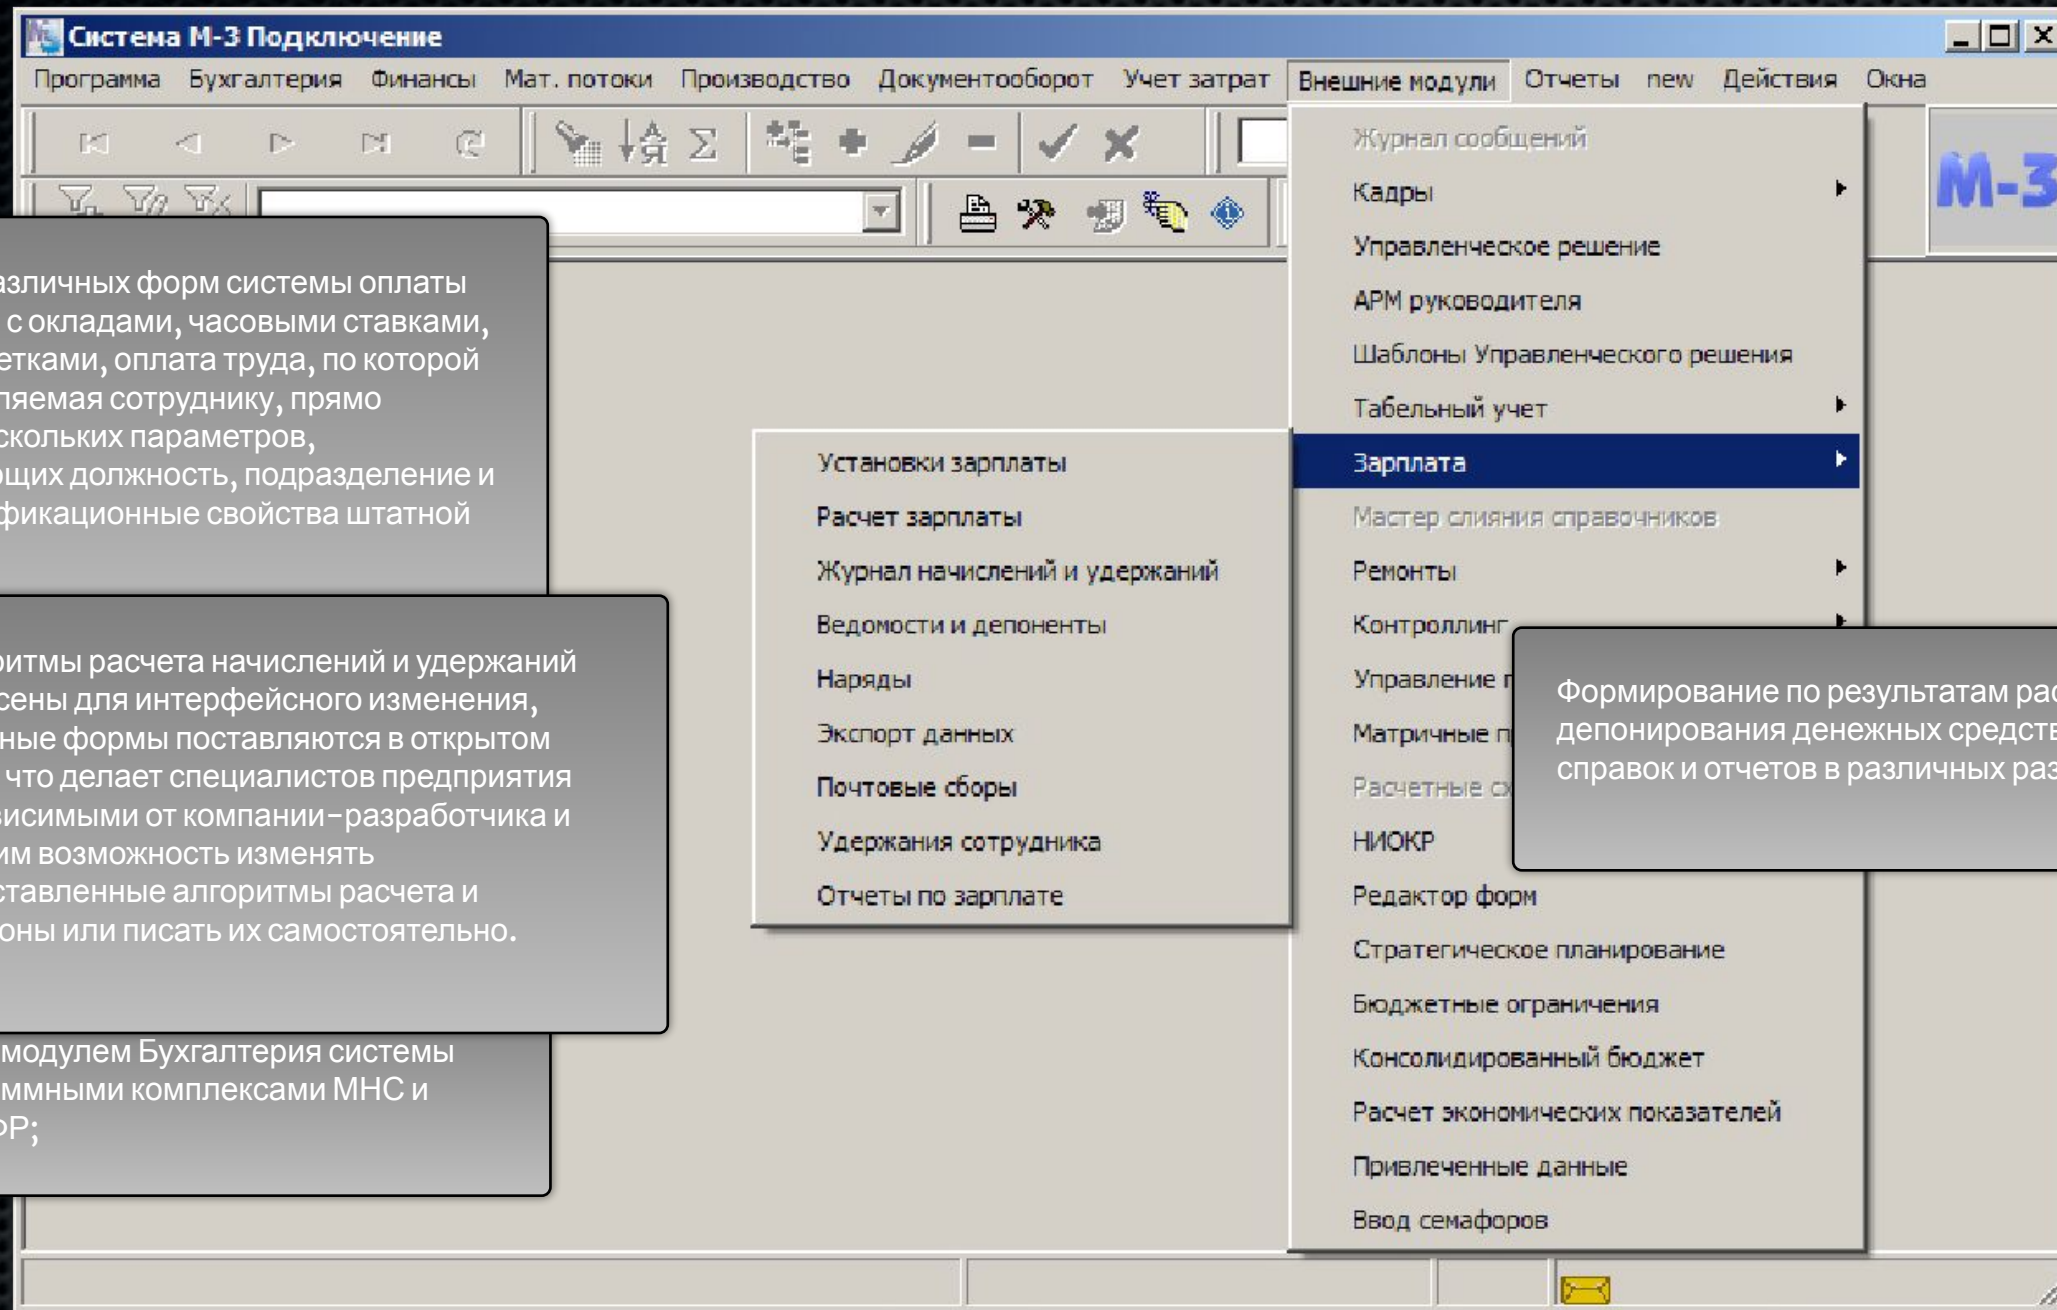 Система М-3 Подключение
Программа Бухгалтерия Финансы Мат. потоки Производство Документооборот Учет затрат Внешние модули Отчеты new Действия Окна
М-3
Журнал сообщений
Кадры
Управленческое решение
АРМ руководителя
Шаблоны Управленческого решения
Табельный учет
Зарплата
Мастер слияния справочников
Ремонты
Контроллинг
Управление
Матричные
Расчетные
НИОКР
Редактор форм
Стратегическое планирование
Бюджетные ограничения
Консолидированный бюджет
Расчет экономических показателей
Привлеченные данные
Ввод семафоров
Установки зарплаты
Расчет зарплаты
Журнал начислений и удержаний
Ведомости и депоненты
Наряды
Экспорт данных
Почтовые сборы
Удержания сотрудника
Отчеты по зарплате
азличных форм системы оплаты
с окладами, часовыми ставками,
етками, оплата труда, по которой
ляемая сотруднику, прямо
скольких параметров,
ющих должность, подразделение и
фикационные свойства штатной
ритмы расчета начислений и удержаний
сены для интерфейсного изменения,
ные формы поставляются в открытом
что делает специалистов предприятия
висимыми от компании-разработчика и
им возможность изменять
ставленные алгоритмы расчета и
оны или писать их самостоятельно.
модулем Бухгалтерия системы
ммными комплексами МНС и
ФР;
Формирование по результатам рас
депонирования денежных средств
справок и отчетов в различных раз